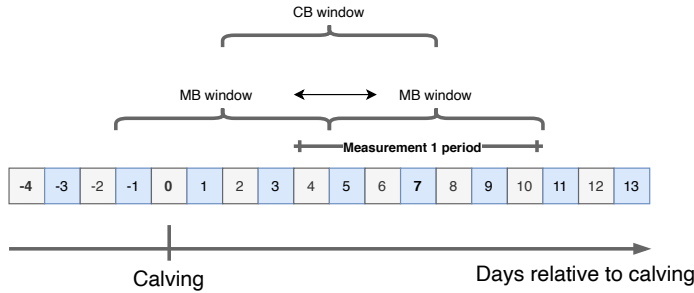 CB window
MB window MB window
Measurement 1 period
-4 -3 -2 -1 0 1 2 3 4 5 6 7 8 9 10 11 12 13
Calving Days relative to calving